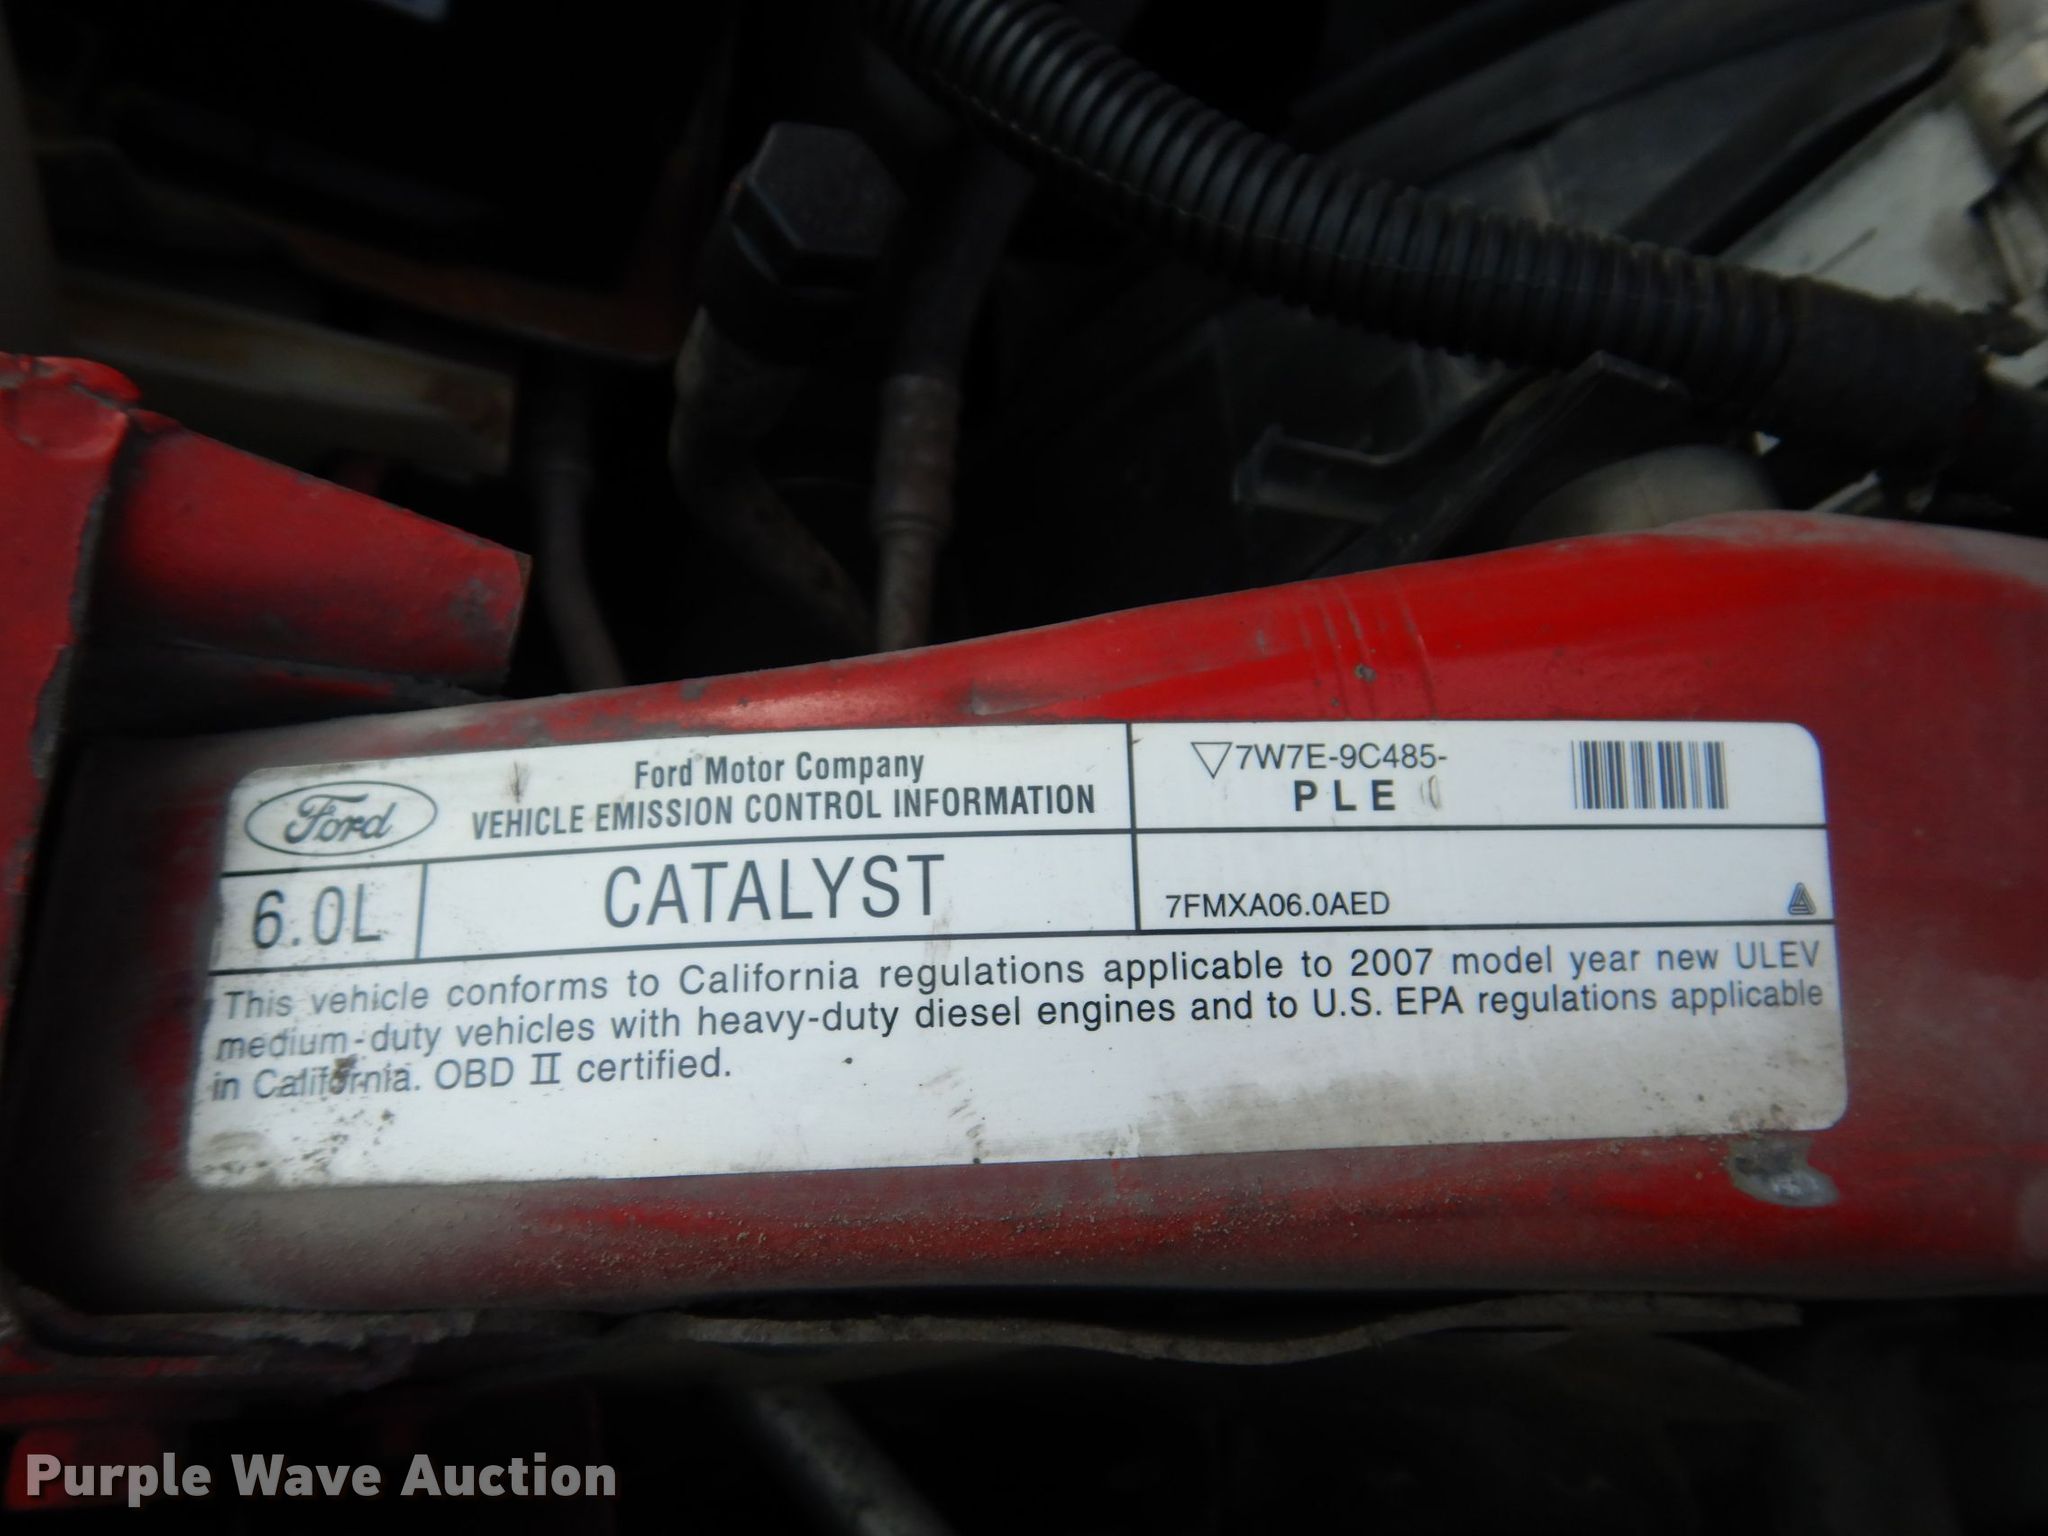 Ford
Ford Motor Company
VEHICLE EMISSION CONTROL INFORMATION
7W7E-9C485-
PLE
6.0L
CATALYST
7FMXA06.0AED
This vehicle conforms to California regulations applicable to 2007 model year new ULEV
medium-duty vehicles with heavy-duty diesel engines and to U.S. EPA regulations applicable
in California. OBD II certified.
Purple Wave Auction